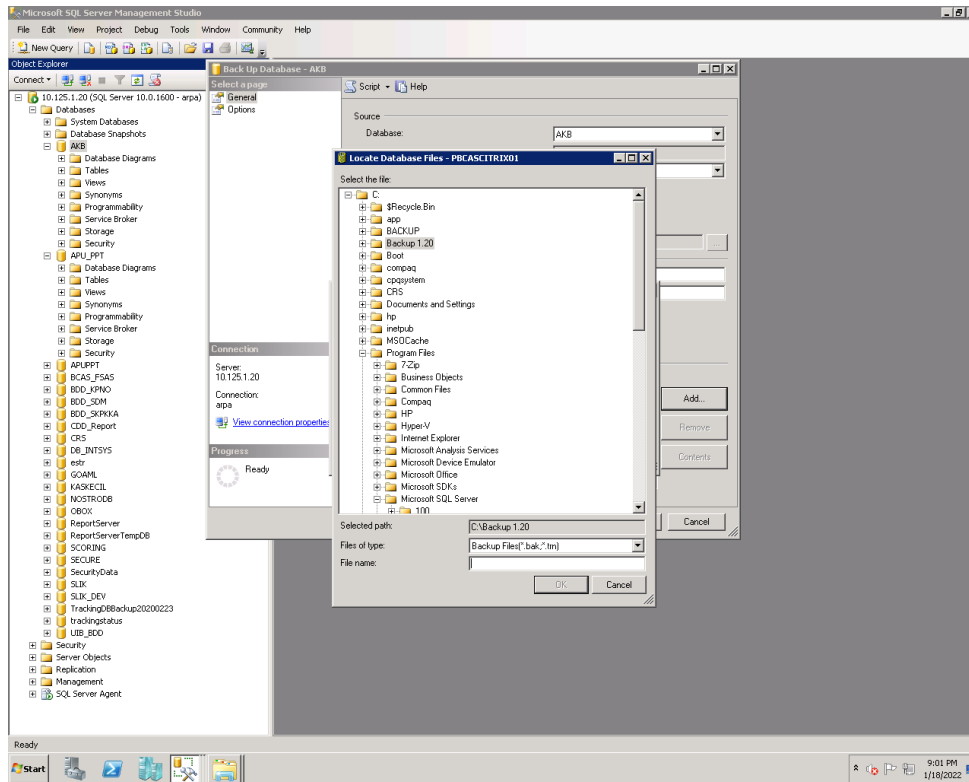 Microsoft SQL Server Management Studio
File Edit View Project Debug Tools Window Community Help
New Query
Object Explorer
Connect
10.125.1.20 (SQL Server 10.0.1600 - arpa)
Databases
System Databases
Database Snapshots
AKB
Database Diagrams
Tables
Views
Synonyms
Programmability
Service Broker
Storage
Security
APU_PPT
Database Diagrams
Tables
Views
Synonyms
Programmability
Service Broker
Storage
Security
APUPPT
BCAS_FSAS
BDD_KPNO
BDD_SDM
BDD_SKPKKA
CDD_Report
CRS
DB_INTSYS
estr
GOAML
KASKECIL
NOSTRODB
OBOX
ReportServer
ReportServerTempDB
SCORING
SECURE
SecurityData
SLIK
SLIK_DEV
TrackingDBBackup20200223
trackingstatus
UIB_BDD
Security
Server Objects
Replication
Management
SQL Server Agent
Back Up Database - AKB
Select a page
General
Options
Script Help
Source
Database: AKB
Connection
Server:
10.125.1.20
Connection:
arpa
View connection properties
Progress
Ready
Add...
Remove
Contents
Cancel
Locate Database Files - PBCASCITRIX01
Select the file:
C:
$Recycle.Bin
app
BACKUP
Backup 1.20
Boot
compaq
cpqsystem
CRS
Documents and Settings
hp
inetpub
MSOCache
Program Files
7-Zip
Business Objects
Common Files
Compaq
HP
Hyper-V
Internet Explorer
Microsoft Analysis Services
Microsoft Device Emulator
Microsoft Office
Microsoft SDKs
Microsoft SQL Server
100
Selected path: C:\Backup 1.20
Files of type: Backup Files(*.bak;*.trn)
File name:
OK Cancel
Ready
Start
9:01 PM
1/18/2022